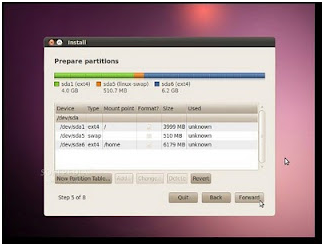 Install
Prepare partitions
sda1 (ext4) sda5 (linux-swap) sda6 (ext4)
4.0 GB 510.7 MB 6.2 GB
Device Type Mount point Format? Size Used
/dev/sda
/dev/sda1 ext4 / 3999 MB unknown
/dev/sda5 swap 510 MB unknown
/dev/sda6 ext4 /home 6179 MB unknown
New Partition Table... Add... Change... Delete Revert
Step 5 of 8 Quit Back Forward